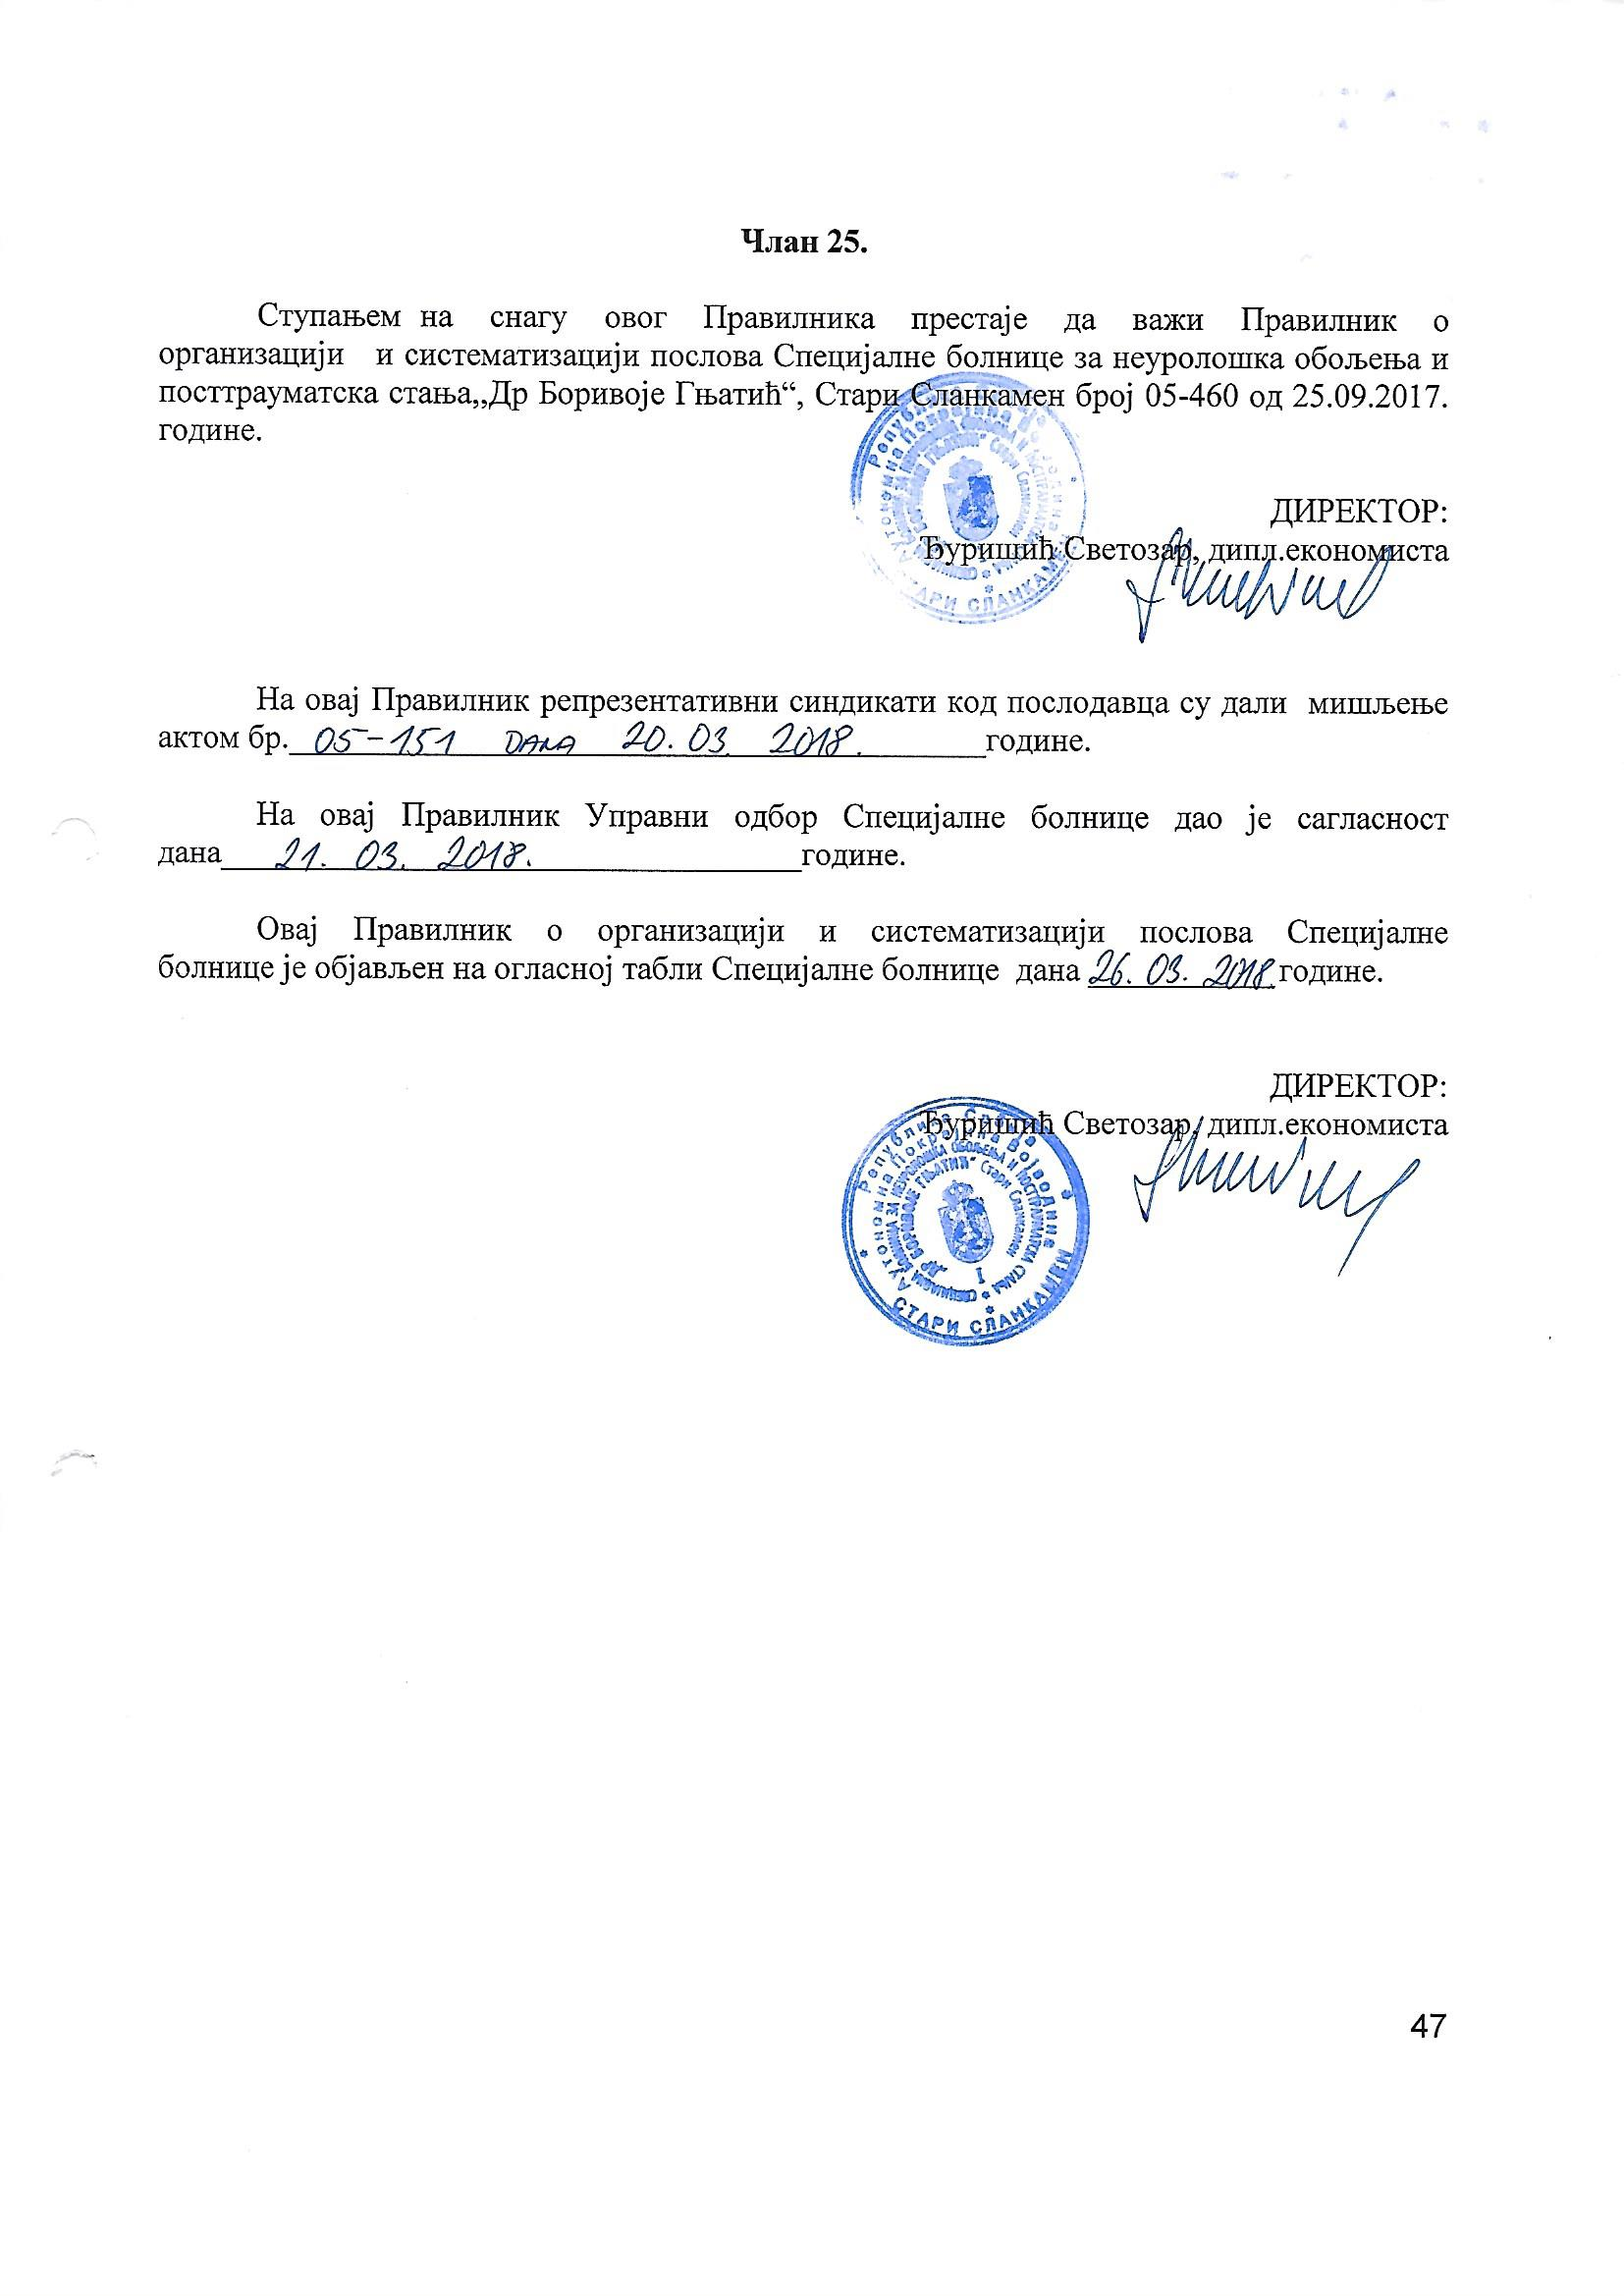 Члан 25.
Ступањем на снагу овог Правилника престаје да важи Правилник о
организацији и систематизацији послова Специјалне болнице за неуролошка обољења и
посттрауматска стања,,Др Боривоје Гњатић“, Стари Сланкамен број 05-460 од 25.09.2017.
године.
ДИРЕКТОР:
Ђуришић Светозар, дипл.економиста
На овај Правилник репрезентативни синдикати код послодавца су дали мишљење
актом бр. 05-151 дана 20.03. 2018. године.
На овај Правилник Управни одбор Специјалне болнице дао је сагласност
дана 21. 03. 2018. године.
Овај Правилник о организацији и систематизацији послова Специјалне
болнице је објављен на огласној табли Специјалне болнице дана 26. 03. 2018. године.
ДИРЕКТОР:
Ђуришић Светозар, дипл.економиста
Република Србија
Аутономна Покрајина Војводина
СТАРИ СЛАНКАМЕН
47